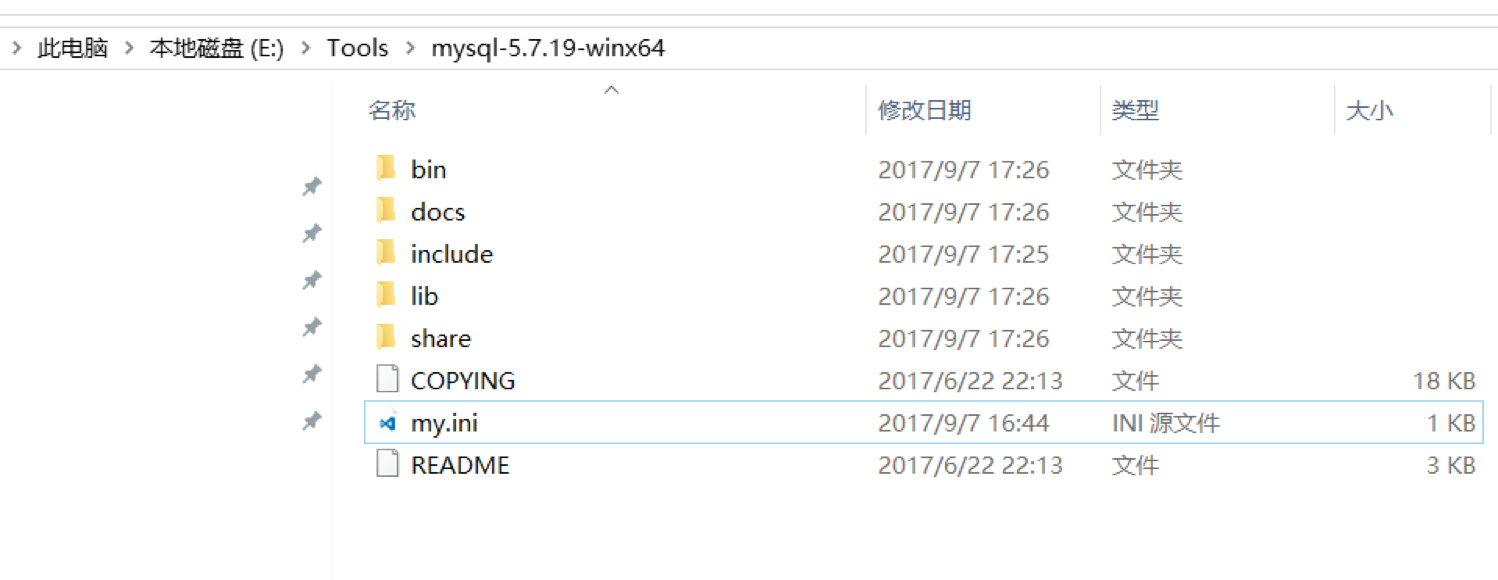 此电脑 本地磁盘 (E:) Tools mysql-5.7.19-winx64
名称 修改日期 类型 大小
bin 2017/9/7 17:26 文件夹
docs 2017/9/7 17:26 文件夹
include 2017/9/7 17:25 文件夹
lib 2017/9/7 17:26 文件夹
share 2017/9/7 17:26 文件夹
COPYING 2017/6/22 22:13 文件 18 KB
my.ini 2017/9/7 16:44 INI 源文件 1 KB
README 2017/6/22 22:13 文件 3 KB